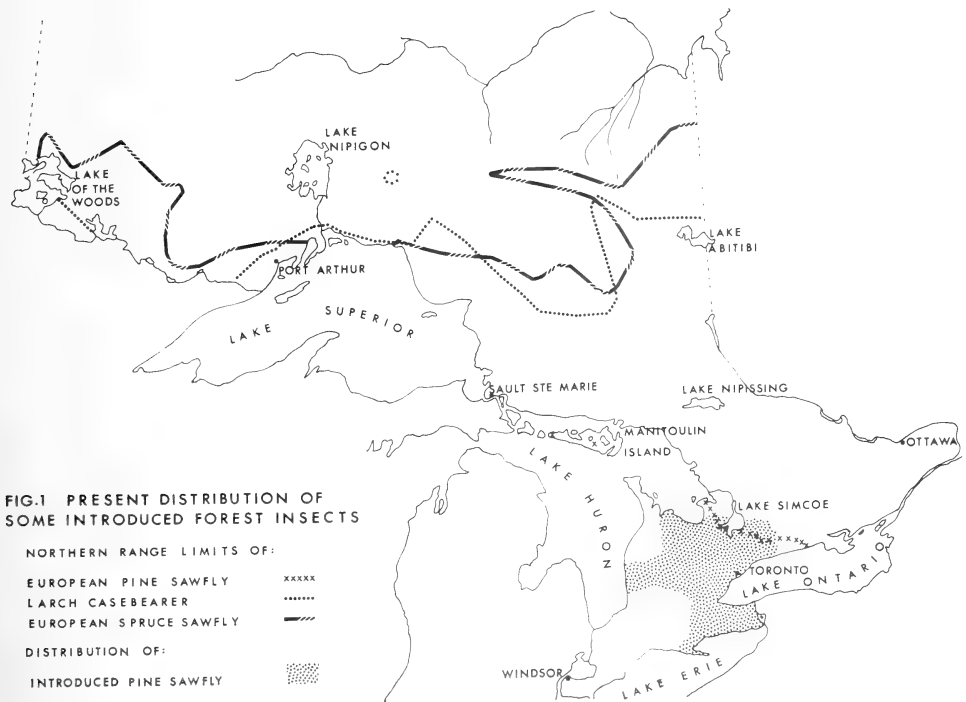 LAKE
NIPIGON
LAKE
OF THE
WOODS
LAKE
ABITIBI
PORT ARTHUR
LAKE SUPERIOR
SAULT STE MARIE
LAKE NIPISSING
MANITOULIN
ISLAND
OTTAWA
LAKE HURON
LAKE SIMCOE
TORONTO
LAKE ONTARIO
WINDSOR
LAKE ERIE
FIG.1 PRESENT DISTRIBUTION OF
SOME INTRODUCED FOREST INSECTS
NORTHERN RANGE LIMITS OF:
EUROPEAN PINE SAWFLY xxxxx
LARCH CASEBEARER
EUROPEAN SPRUCE SAWFLY
DISTRIBUTION OF:
INTRODUCED PINE SAWFLY